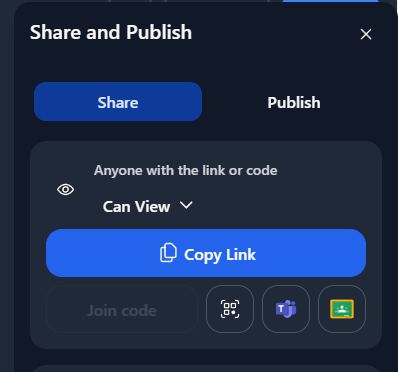 Share and Publish
Share
Publish
Anyone with the link or code
Can View
Copy Link
Join code